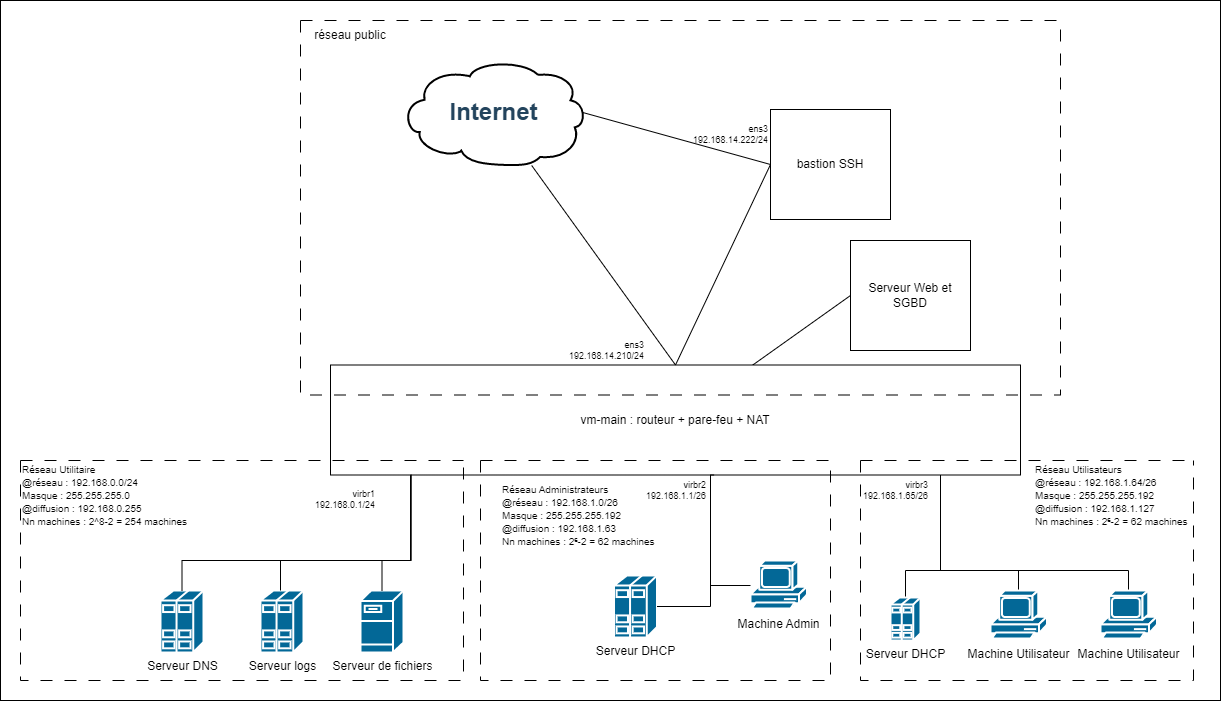 réseau public
Internet
ens3
192.168.14.222/24
bastion SSH
Serveur Web et
SGBD
ens3
192.168.14.210/24
vm-main : routeur + pare-feu + NAT
Réseau Utilitaire
@réseau : 192.168.0.0/24
Masque : 255.255.255.0
@diffusion : 192.168.0.255
Nn machines : 2^8-2 = 254 machines
virbr1
192.168.0.1/24
Serveur DNS
Serveur logs
Serveur de fichiers
virbr2
192.168.1.1/26
Réseau Administrateurs
@réseau : 192.168.1.0/26
Masque : 255.255.255.192
@diffusion : 192.168.1.63
Nn machines : 2⁶-2 = 62 machines
Serveur DHCP
Machine Admin
virbr3
192.168.1.65/26
Réseau Utilisateurs
@réseau : 192.168.1.64/26
Masque : 255.255.255.192
@diffusion : 192.168.1.127
Nn machines : 2⁶-2 = 62 machines
Serveur DHCP
Machine Utilisateur
Machine Utilisateur